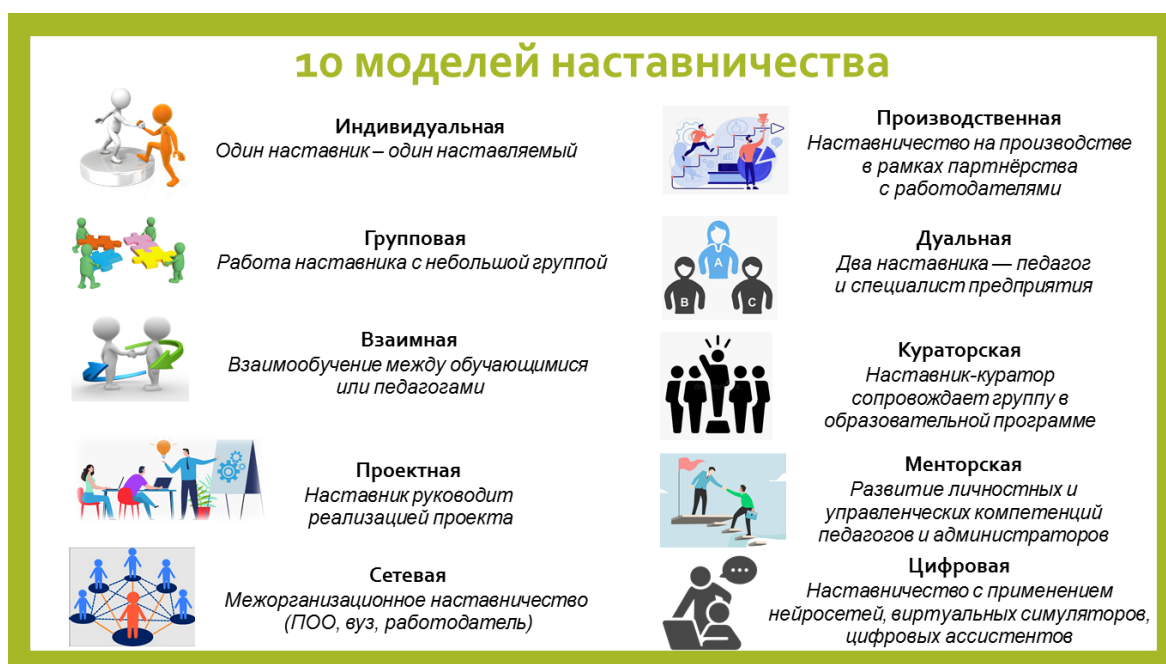 10 моделей наставничества
Индивидуальная
Один наставник – один наставляемый
Групповая
Работа наставника с небольшой группой
Взаимная
Взаимообучение между обучающимися
или педагогами
Проектная
Наставник руководит
реализацией проекта
Сетевая
Межорганизационное наставничество
(ПОО, вуз, работодатель)
Производственная
Наставничество на производстве
в рамках партнёрства
с работодателями
A
B
C
Дуальная
Два наставника — педагог
и специалист предприятия
Кураторская
Наставник-куратор
сопровождает группу в
образовательной программе
Менторская
Развитие личностных и
управленческих компетенций
педагогов и администраторов
Цифровая
Наставничество с применением
нейросетей, виртуальных симуляторов,
цифровых ассистентов